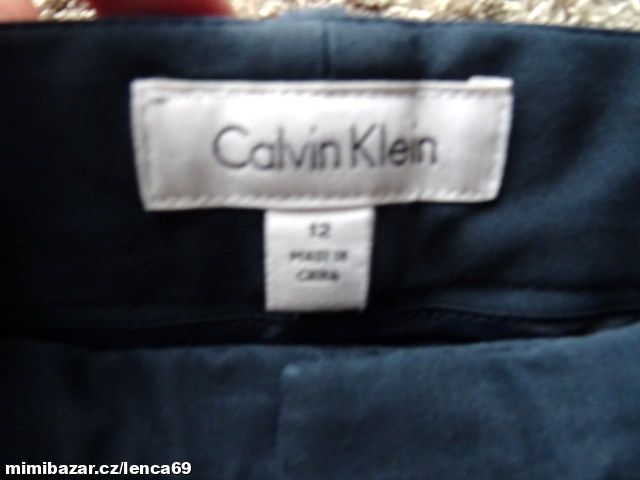 Calvin Klein
12
MADE IN
CHINA
mimibazar.cz/lenca69